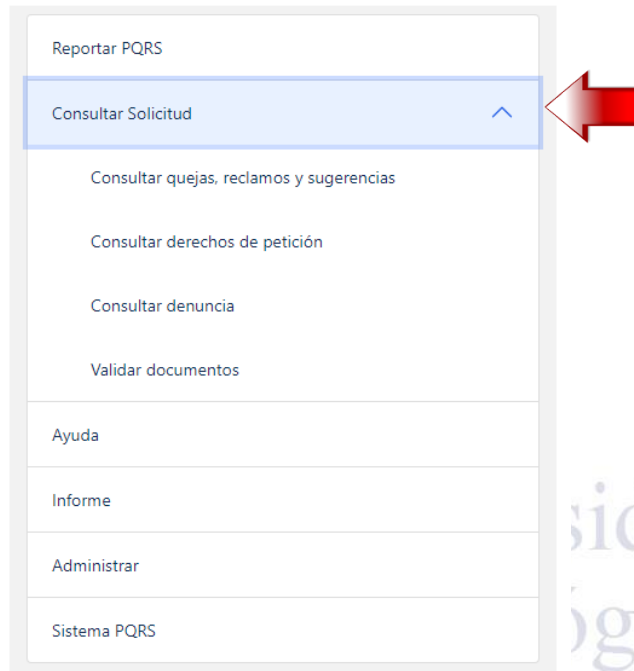 Reportar PQRS
Consultar Solicitud
Consultar quejas, reclamos y sugerencias
Consultar derechos de petición
Consultar denuncia
Validar documentos
Ayuda
Informe
Administrar
Sistema PQRS